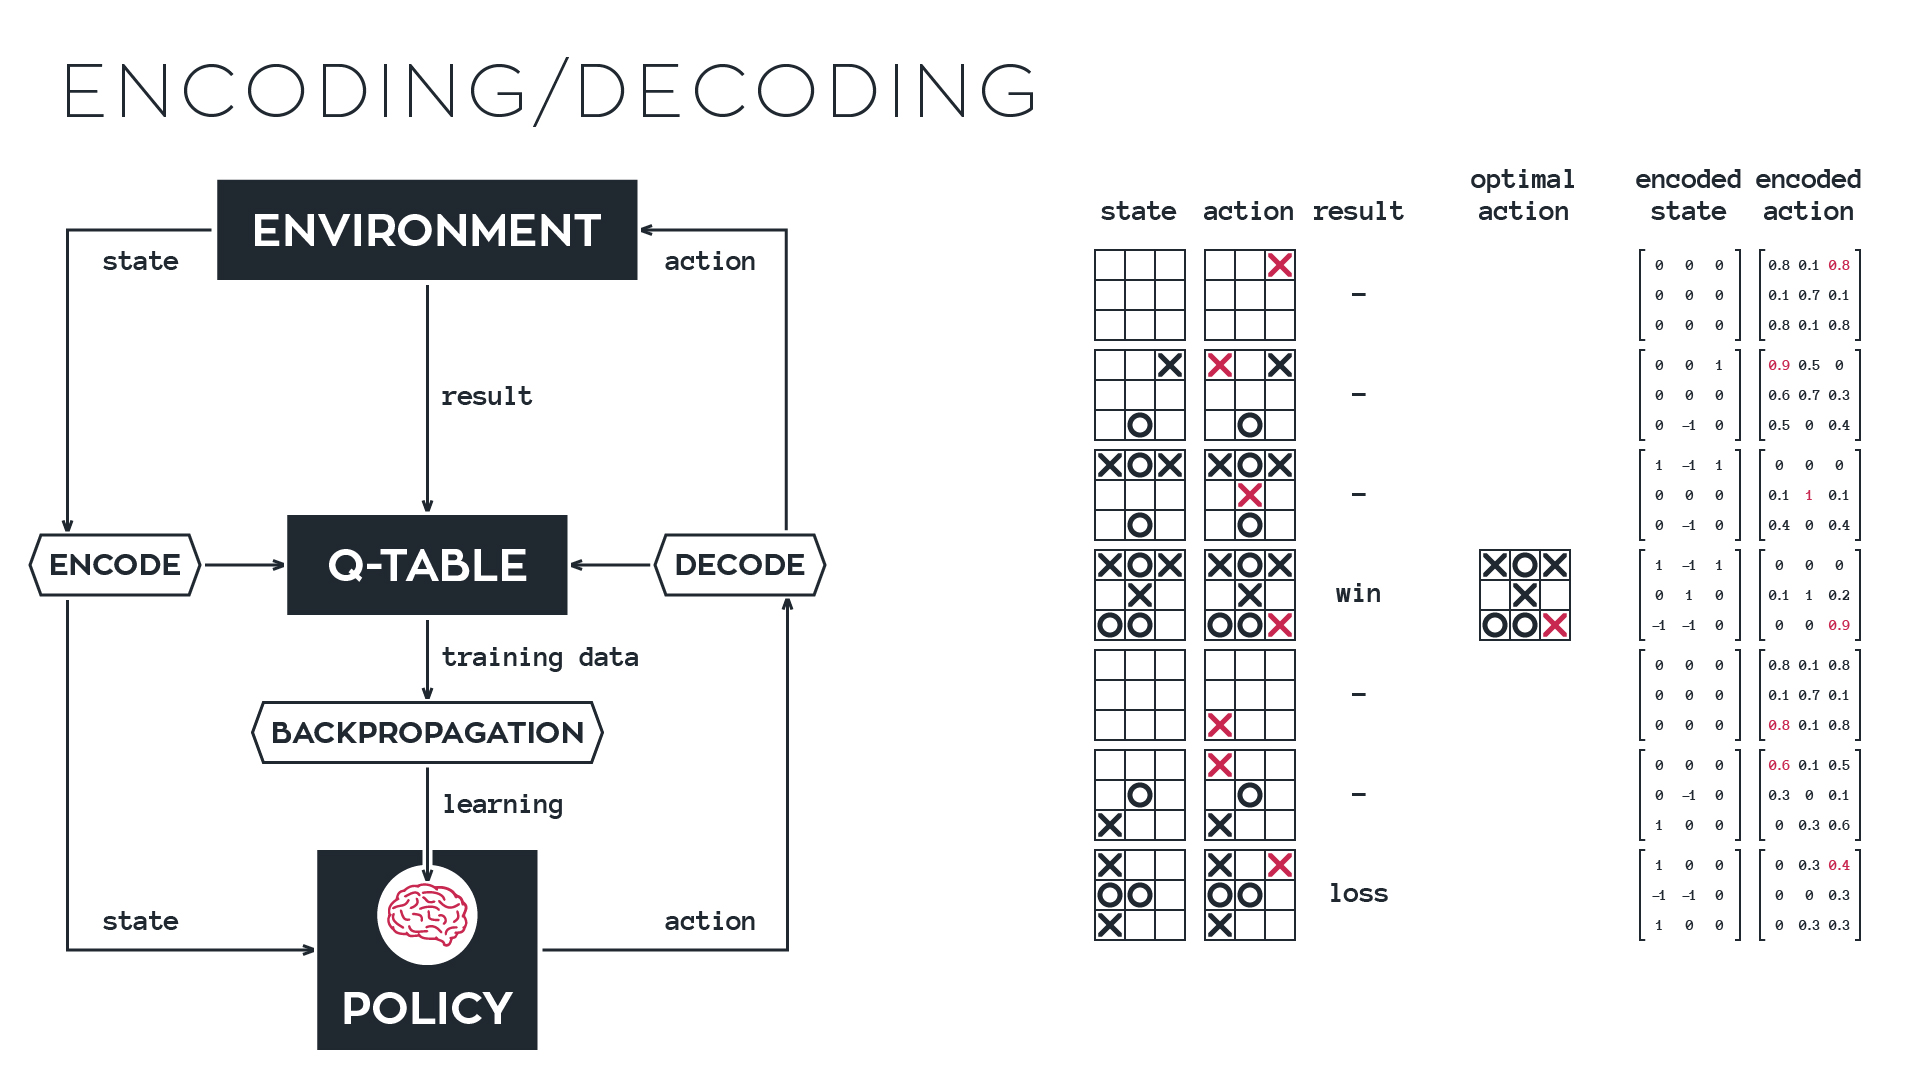 ENCODING/DECODING
ENVIRONMENT
state
action
result
ENCODE
Q-TABLE
DECODE
training data
BACKPROPAGATION
learning
state
action
POLICY
state action result optimal action encoded state encoded action
X
–
0 0 0 0.8 0.1 0.8
0 0 0 0.1 0.7 0.1
0 0 0 0.8 0.1 0.8
X X X
O O
–
0 0 1 0.9 0.5 0
0 0 0 0.6 0.7 0.3
0 -1 0 0.5 0 0.4
X O X X O X
X
O O
–
1 -1 1 0 0 0
0 0 0 0.1 1 0.1
0 -1 0 0.4 0 0.4
X O X X O X X O X
X X X
O O O O X O O X
win
1 -1 1 0 0 0
0 1 0 0.1 1 0.2
-1 -1 0 0 0 0.9
X
–
0 0 0 0.8 0.1 0.8
0 0 0 0.1 0.7 0.1
0 0 0 0.8 0.1 0.8
X
O O
X X
–
0 0 0 0.6 0.1 0.5
0 -1 0 0.3 0 0.1
1 0 0 0 0.3 0.6
X X X
O O O O
X X
loss
1 0 0 0 0.3 0.4
-1 -1 0 0 0 0.3
1 0 0 0 0.3 0.3